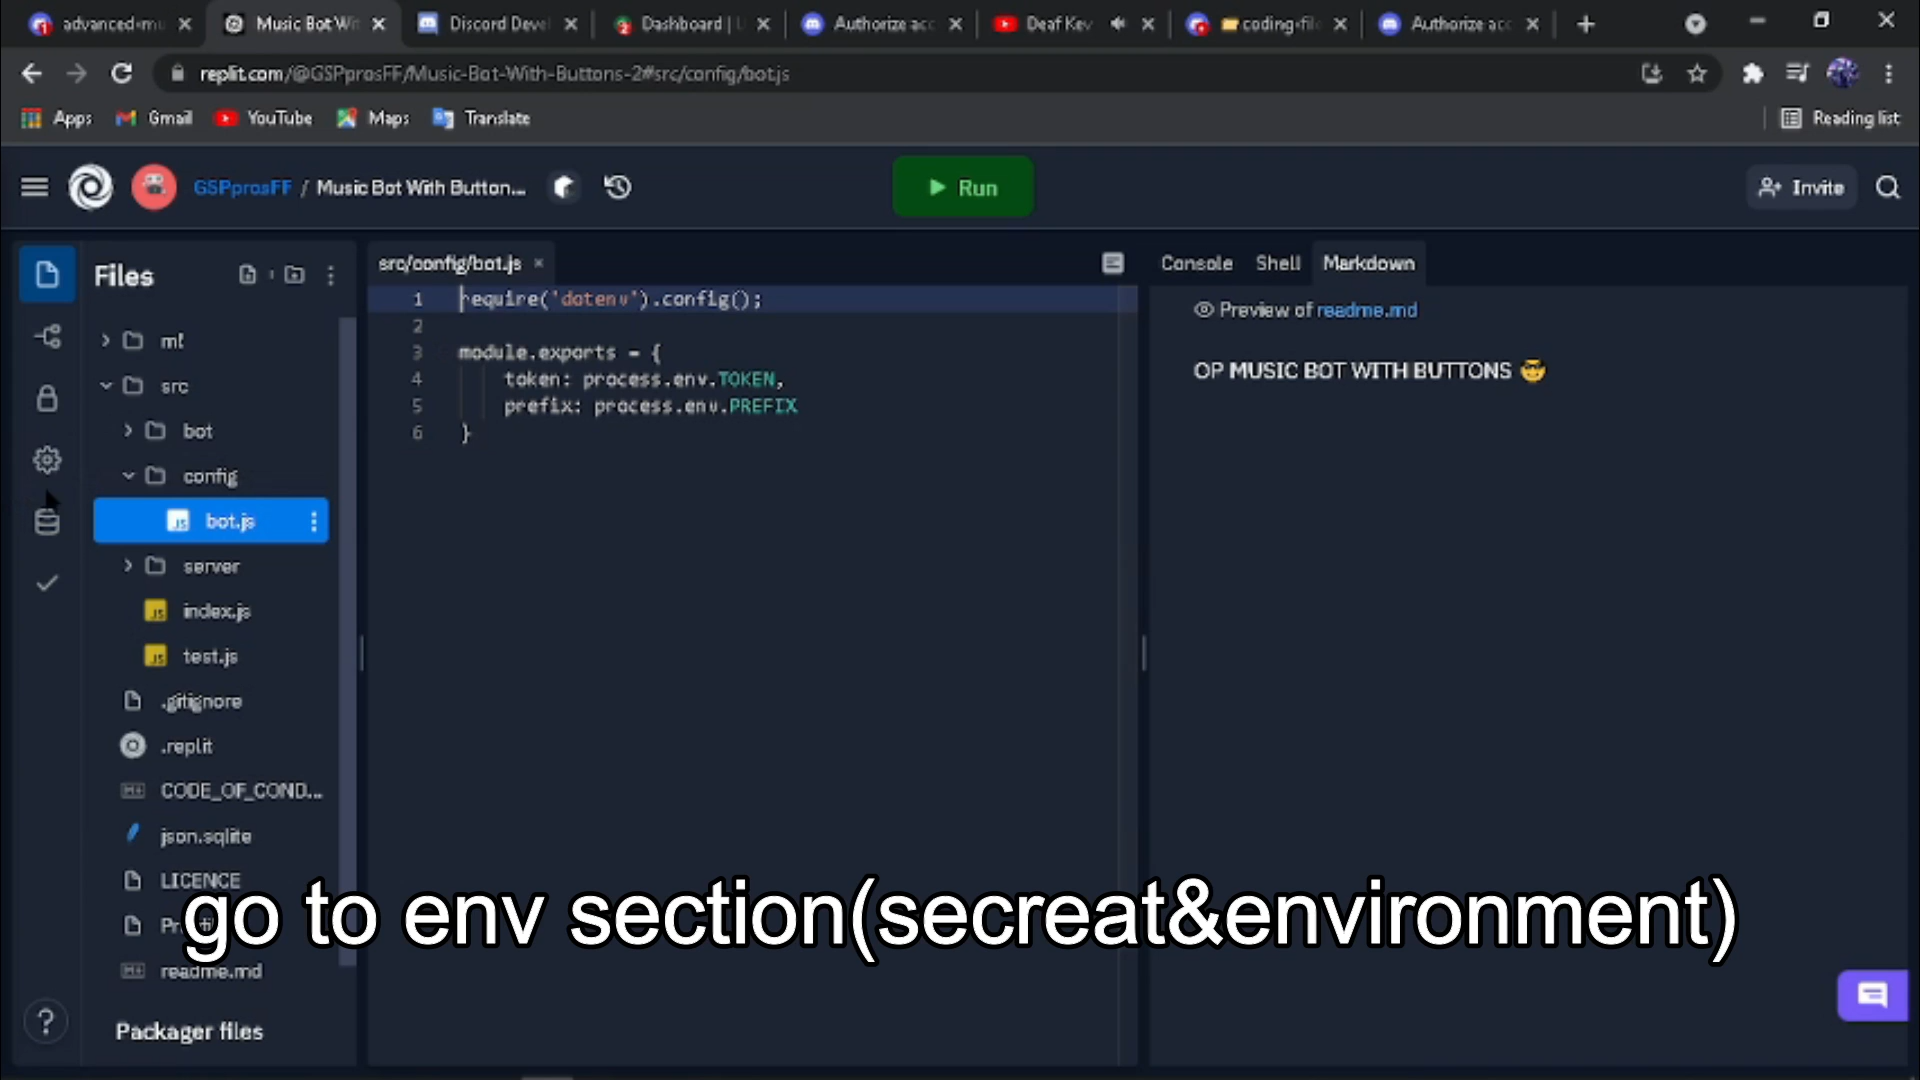 advanced-mu
Music Bot Wit
Discord Deve
Dashboard |
Authorize acc
Deaf Kev
coding-file
Authorize acc
replit.com/@GSPprosFF/Music-Bot-With-Buttons-2#src/config/bot.js
Apps
Gmail
YouTube
Maps
Translate
Reading list
GSPprosFF / Music Bot With Button...
Run
Invite
Files
src/config/bot.js
Console
Shell
Markdown
1 require('dotenv').config();
2
3 module.exports = {
4 token: process.env.TOKEN,
5 prefix: process.env.PREFIX
6 }
Preview of readme.md
OP MUSIC BOT WITH BUTTONS 😎
src
bot
config
bot.js
server
index.js
test.js
.gitignore
.replit
CODE_OF_COND...
json.sqlite
LICENCE
readme.md
Packager files
go to env section(secreat&environment)